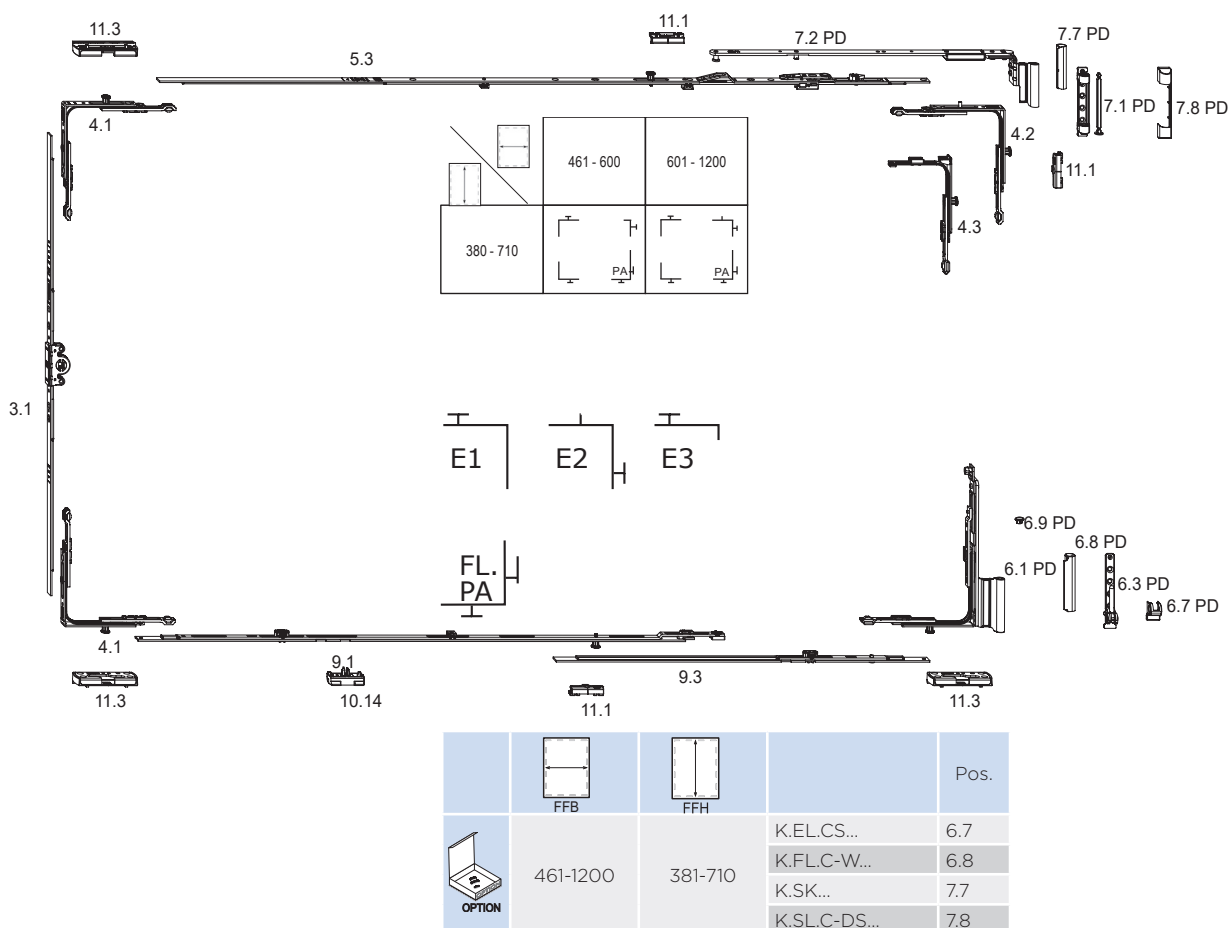 11.3
11.1
7.2 PD
7.7 PD
5.3
7.1 PD
7.8 PD
4.1
4.2
461 - 600
601 - 1200
11.1
4.3
380 - 710
PA
PA
3.1
E1
E2
E3
6.9 PD
6.8 PD
FL.
PA
6.1 PD
6.3 PD
6.7 PD
4.1
9.1
9.3
11.3
10.14
11.1
11.3
Pos.
FFB
FFH
K.EL.CS...
6.7
K.FL.C-W...
6.8
461-1200
381-710
K.SK...
7.7
OPTION
K.SL.C-DS...
7.8